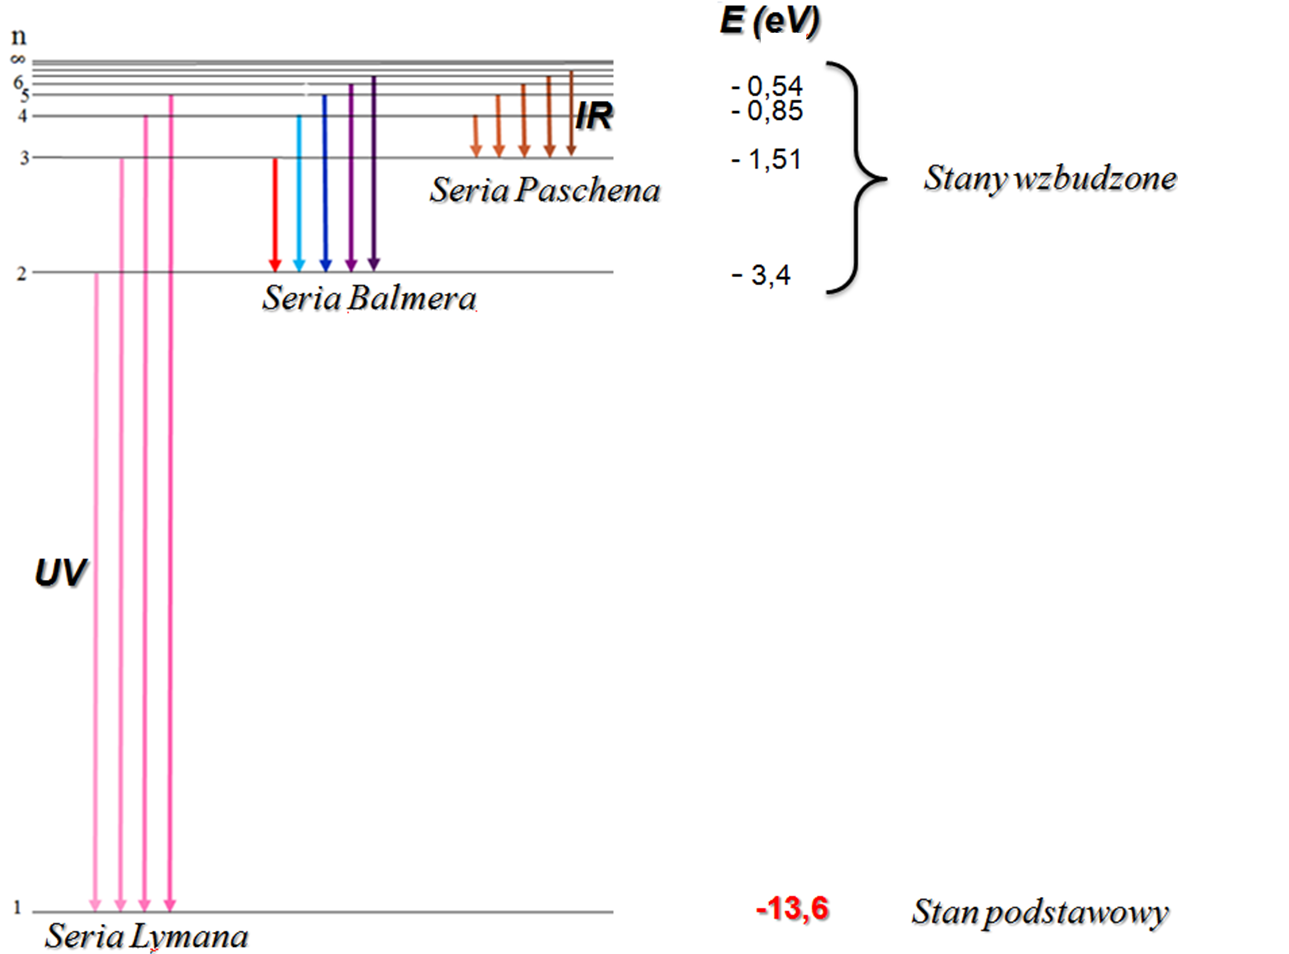 n
E (eV)
∞
6
5
4
3
2
1
IR
- 0,54
- 0,85
- 1,51
- 3,4
Stany wzbudzone
Seria Paschena
Seria Balmera
UV
-13,6
Stan podstawowy
Seria Lymana